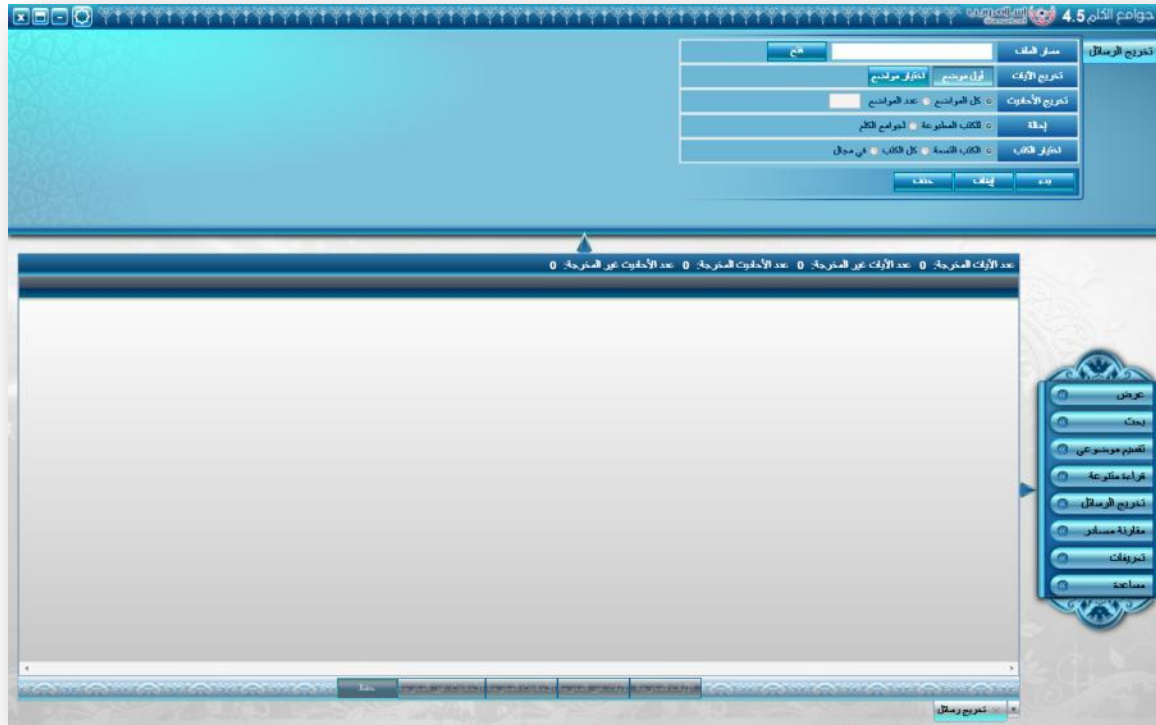 جوامع الكلم 4.5
تخريج الرسائل
مسار الملف
فتح
تخريج الآيات
أول موضع
اختيار مواضع
تخريج الأحاديث
كل المواضع
عدد المواضع
إحالة
الكتب المطبوعة
لجوامع الكلم
اختيار الكتب
الكتب التسعة
كل الكتب
في مجال
بدء
إيقاف
حذف
عدد الآيات المخرجة: 0 عدد الآيات غير المخرجة: 0 عدد الأحاديث المخرجة: 0 عدد الأحاديث غير المخرجة: 0
عرض
بحث
تقسيم موضوعي
قراءة متنوعة
تخريج الرسائل
مقارنة مصادر
تعريفات
مساعدة
حفظ
تخريج رسائل